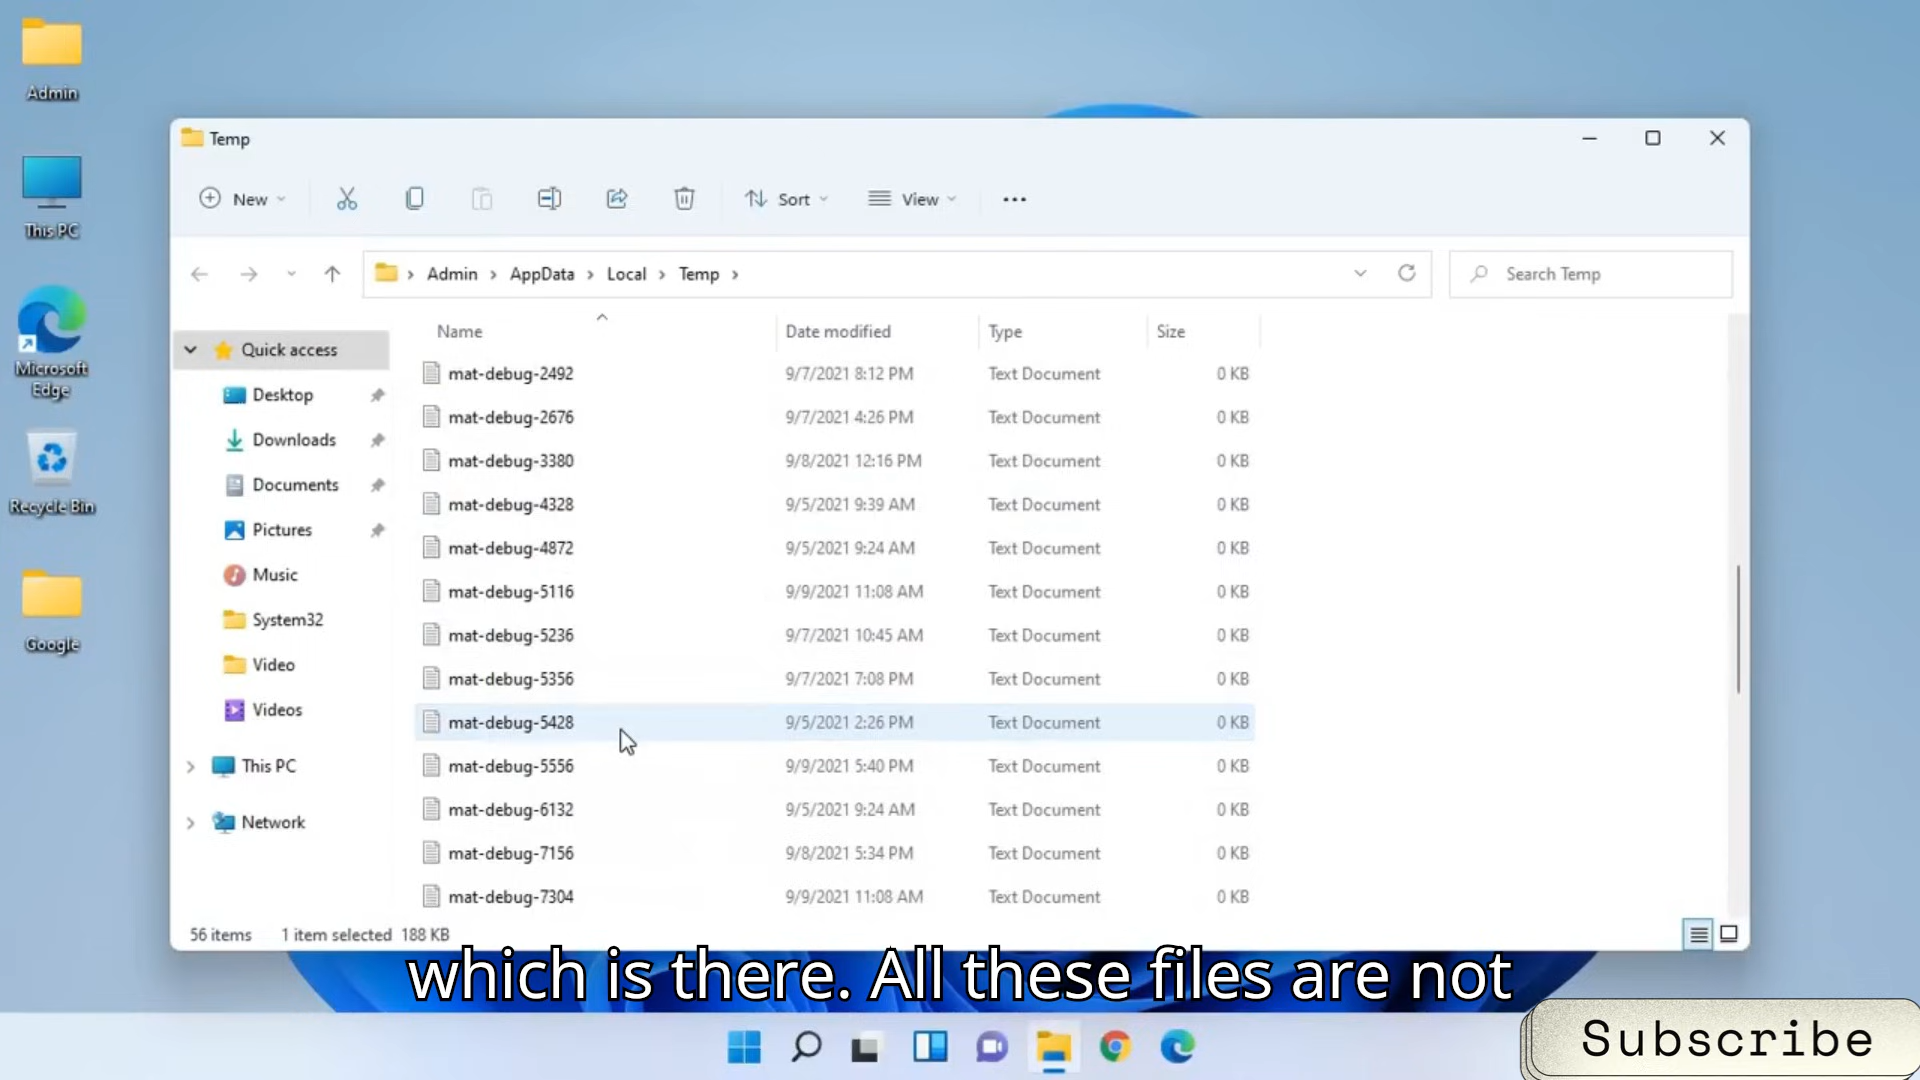 Admin
This PC
Microsoft
Edge
Recycle Bin
Google
Temp
New
Sort
View
Admin
AppData
Local
Temp
Search Temp
Name
Date modified
Type
Size
Quick access
Desktop
Downloads
Documents
Pictures
Music
System32
Video
Videos
This PC
Network
mat-debug-2492 9/7/2021 8:12 PM Text Document 0 KB
mat-debug-2676 9/7/2021 4:26 PM Text Document 0 KB
mat-debug-3380 9/8/2021 12:16 PM Text Document 0 KB
mat-debug-4328 9/5/2021 9:39 AM Text Document 0 KB
mat-debug-4872 9/5/2021 9:24 AM Text Document 0 KB
mat-debug-5116 9/9/2021 11:08 AM Text Document 0 KB
mat-debug-5236 9/7/2021 10:45 AM Text Document 0 KB
mat-debug-5356 9/7/2021 7:08 PM Text Document 0 KB
mat-debug-5428 9/5/2021 2:26 PM Text Document 0 KB
mat-debug-5556 9/9/2021 5:40 PM Text Document 0 KB
mat-debug-6132 9/5/2021 9:24 AM Text Document 0 KB
mat-debug-7156 9/8/2021 5:34 PM Text Document 0 KB
mat-debug-7304 9/9/2021 11:08 AM Text Document 0 KB
56 items 1 item selected 188 KB
which is there. All these files are not
Subscribe